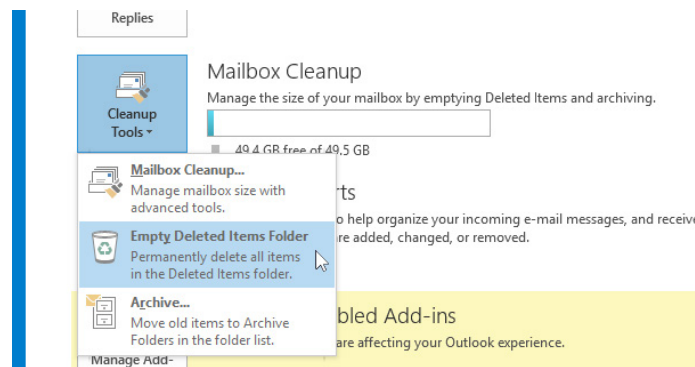 Replies
Mailbox Cleanup
Manage the size of your mailbox by emptying Deleted Items and archiving.
Cleanup
Tools
49.4 GB free of 49.5 GB
Mailbox Cleanup...
Manage mailbox size with
advanced tools.
Empty Deleted Items Folder
Permanently delete all items
in the Deleted Items folder.
Archive...
Move old items to Archive
Folders in the folder list.
rts
o help organize your incoming e-mail messages, and receive
re added, changed, or removed.
bled Add-ins
are affecting your Outlook experience.
Manage Add-